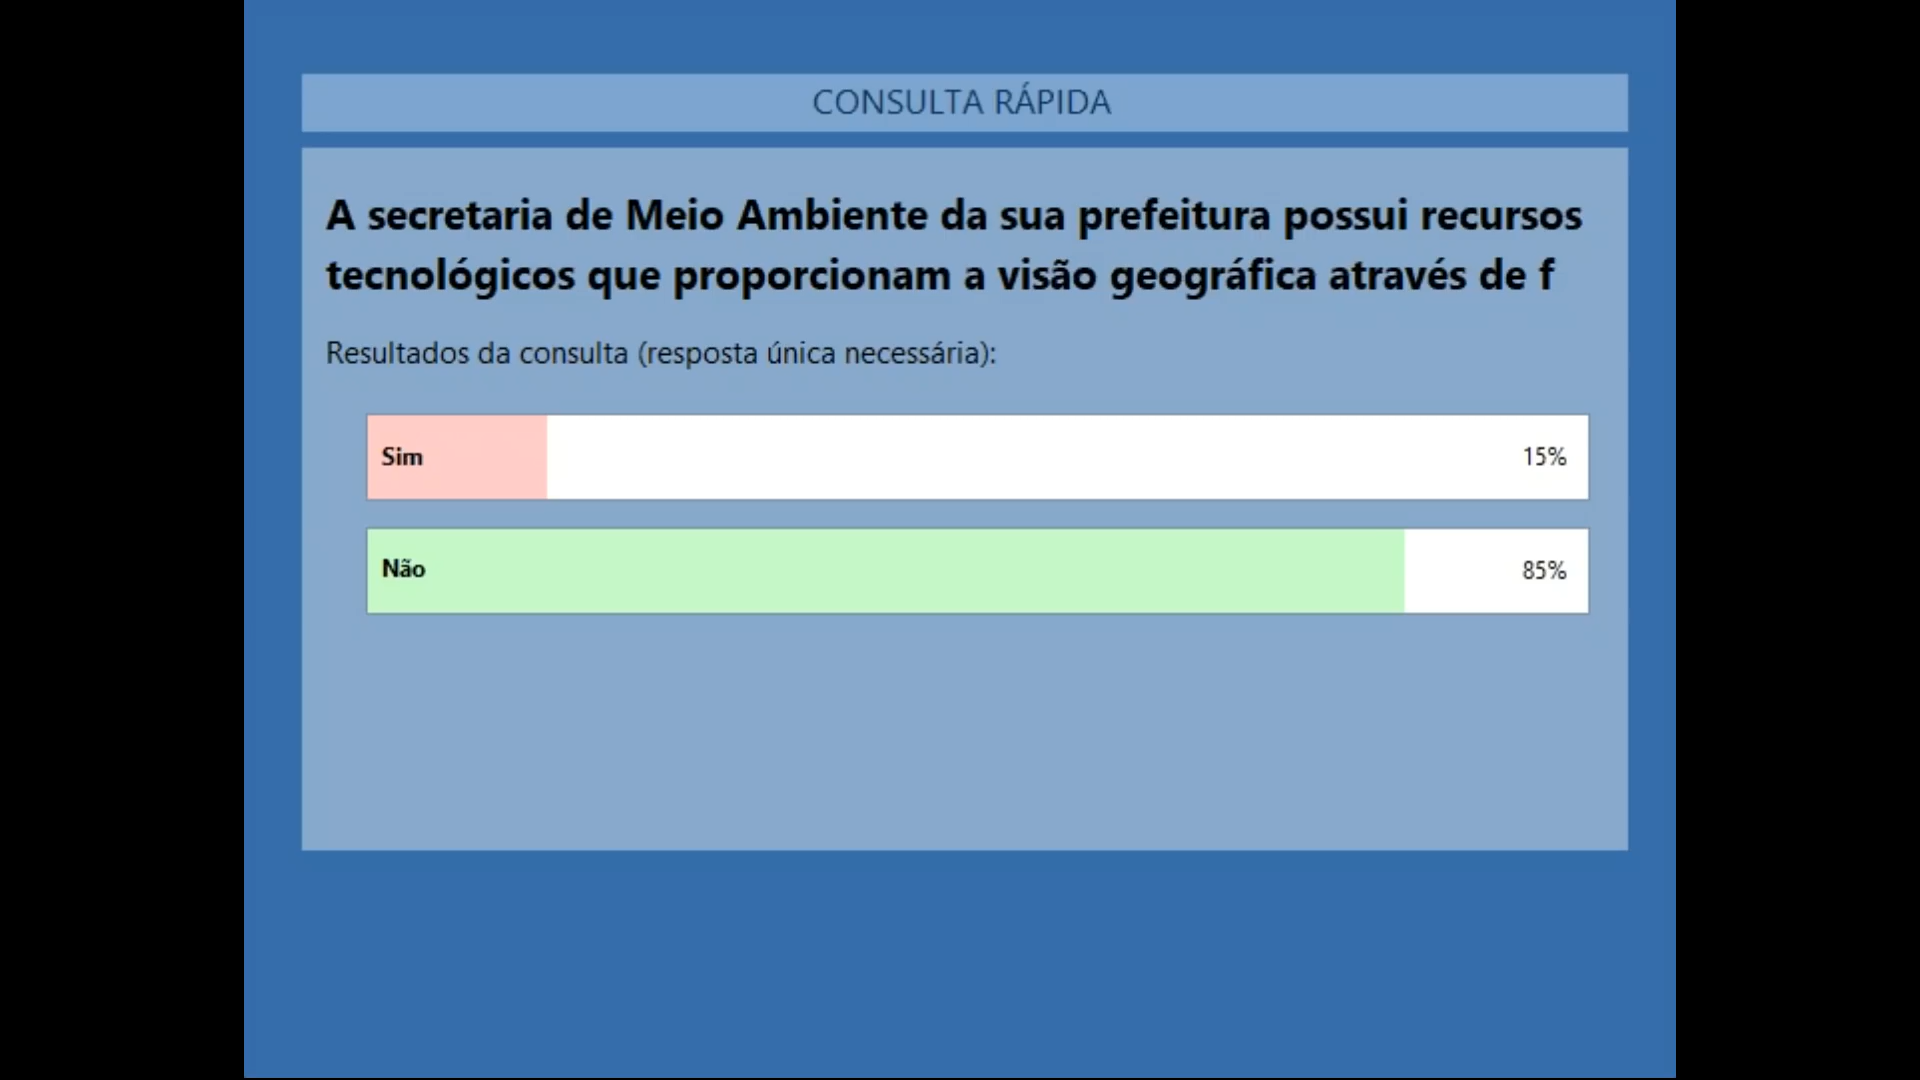 CONSULTA RÁPIDA
A secretaria de Meio Ambiente da sua prefeitura possui recursos
tecnológicos que proporcionam a visão geográfica através de f
Resultados da consulta (resposta única necessária):
Sim 15%
Não 85%